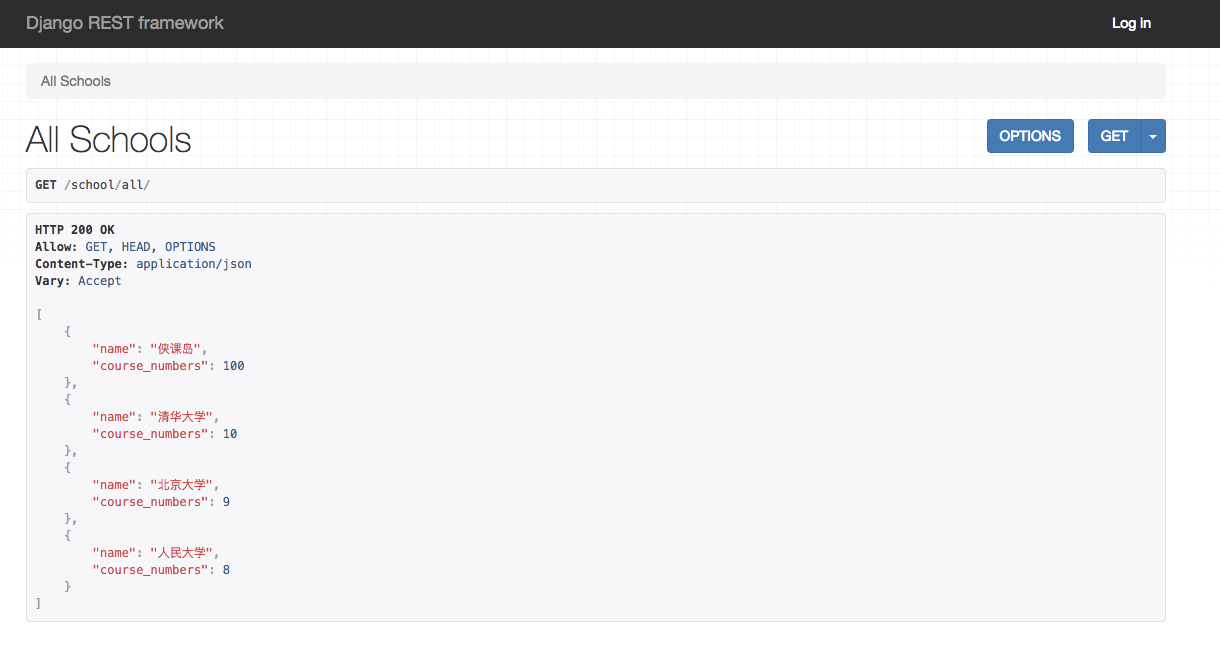 Django REST framework
Log in
All Schools
All Schools
OPTIONS
GET
GET /school/all/
HTTP 200 OK
Allow: GET, HEAD, OPTIONS
Content-Type: application/json
Vary: Accept
[
    {
        "name": "侠课岛",
        "course_numbers": 100
    },
    {
        "name": "清华大学",
        "course_numbers": 10
    },
    {
        "name": "北京大学",
        "course_numbers": 9
    },
    {
        "name": "人民大学",
        "course_numbers": 8
    }
]